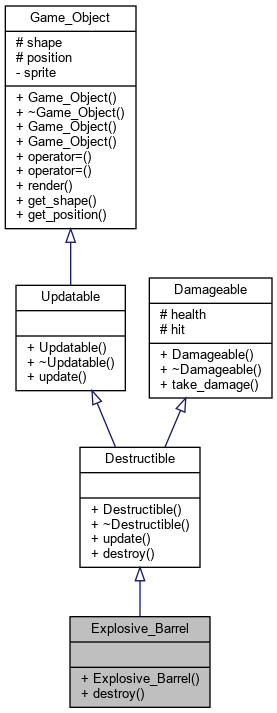 Game_Object
# shape
# position
- sprite
+ Game_Object()
+ ~Game_Object()
+ Game_Object()
+ Game_Object()
+ operator=()
+ operator=()
+ render()
+ get_shape()
+ get_position()
Updatable
+ Updatable()
+ ~Updatable()
+ update()
Damageable
# health
# hit
+ Damageable()
+ ~Damageable()
+ take_damage()
Destructible
+ Destructible()
+ ~Destructible()
+ update()
+ destroy()
Explosive_Barrel
+ Explosive_Barrel()
+ destroy()